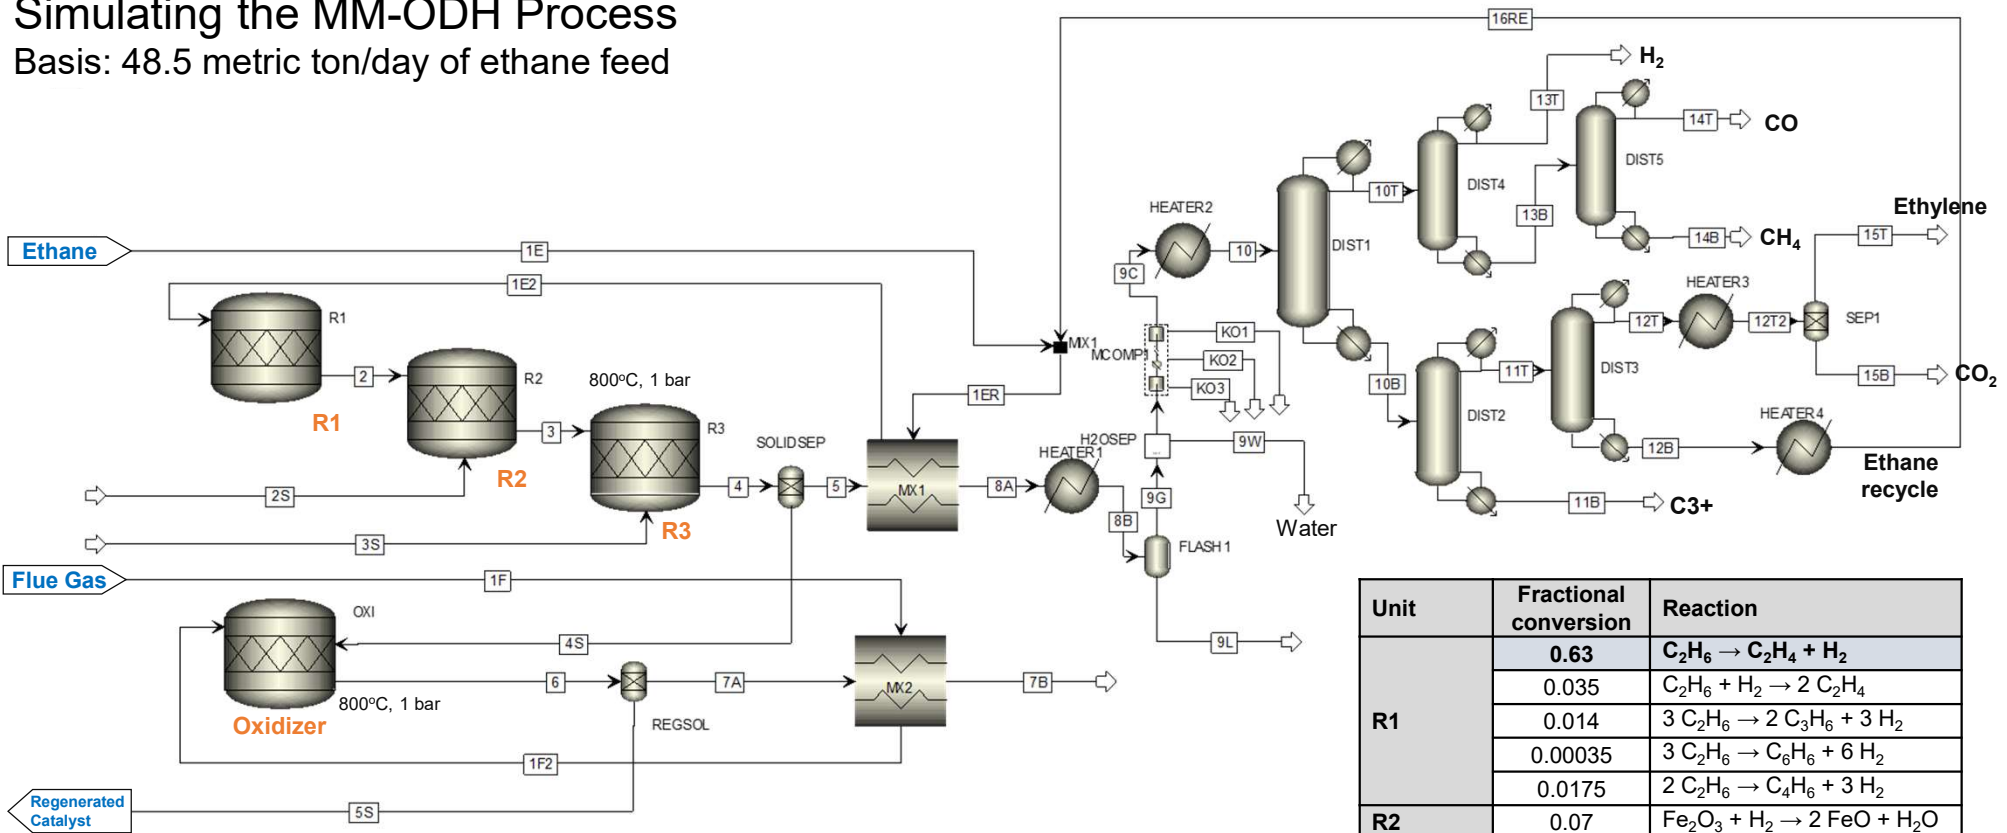 Simulating the MM-ODH Process
Basis: 48.5 metric ton/day of ethane feed
16RE
H₂
13T
14T
CO
DIST5
10T
DIST4
13B
HEATER2
Ethylene
15T
Ethane
1E
10
DIST1
14B
CH₄
9C
1E2
HEATER3
R1
KO1
12T
12T2
SEP1
MIX1
MCOMP1
KO2
11T
DIST3
2
R2
800ºC, 1 bar
10B
15B
CO₂
KO3
1ER
R1
DIST2
HEATER4
3
R3
SOLIDSEP
H2OSEP
9W
12B
HEATER1
Ethane
recycle
R2
4
5
MX1
8A
9G
2S
11B
C3+
8B
Water
R3
3S
FLASH1
Flue Gas
1F
OXI
4S
9L
6
7A
MX2
7B
800ºC, 1 bar
Oxidizer
REGSOL
1F2
Regenerated
Catalyst
5S
Unit
Fractional
conversion
Reaction
R1
0.63
C₂H₆ → C₂H₄ + H₂
0.035
C₂H₆ + H₂ → 2 C₂H₄
0.014
3 C₂H₆ → 2 C₃H₆ + 3 H₂
0.00035
3 C₂H₆ → C₆H₆ + 6 H₂
0.0175
2 C₂H₆ → C₄H₆ + 3 H₂
R2
0.07
Fe₂O₃ + H₂ → 2 FeO + H₂O